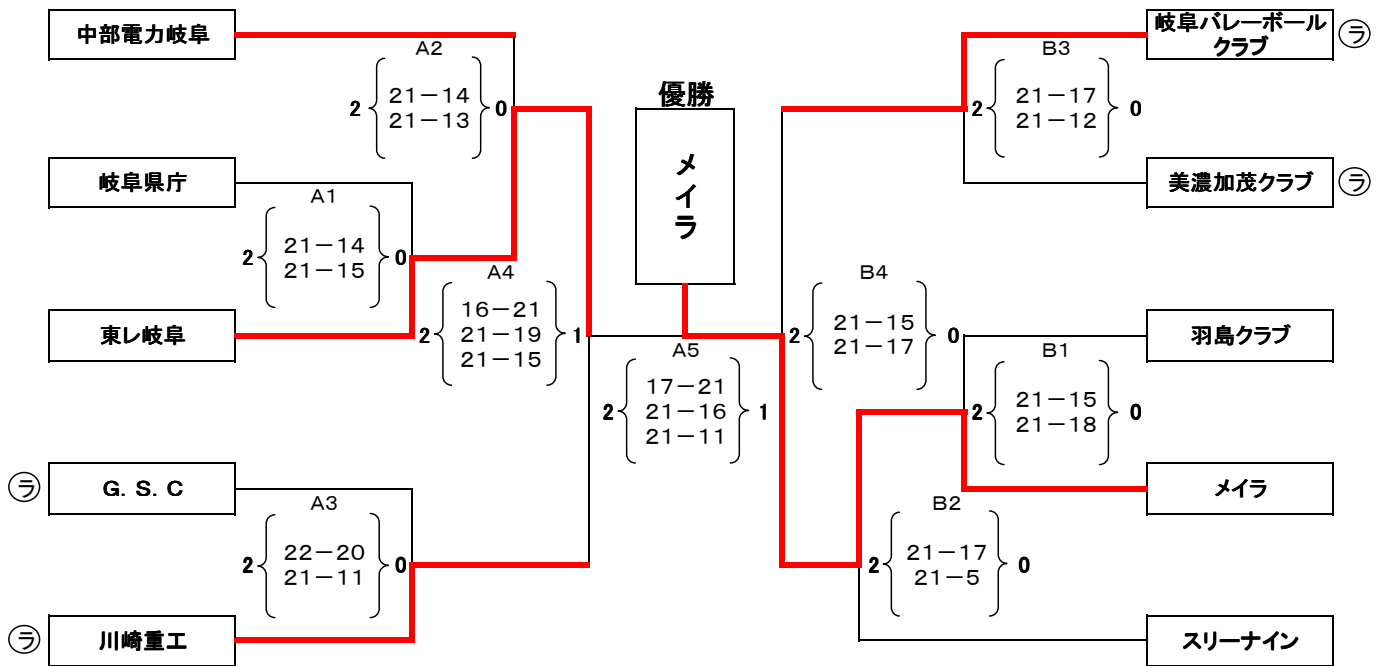 中部電力岐阜
A2
2 21-14 0
21-13
岐阜県庁
A1
2 21-14 0
21-15
東レ岐阜
A4
16-21
2 21-19 1
21-15
㋶ G.S.C
A3
2 22-20 0
21-11
㋶ 川崎重工
優勝
メイラ
A5
17-21
2 21-16 1
21-11
岐阜バレーボール
クラブ ㋶
B3
2 21-17 0
21-12
美濃加茂クラブ ㋶
B4
2 21-15 0
21-17
羽島クラブ
B1
2 21-15 0
21-18
メイラ
B2
2 21-17 0
21-5
スリーナイン